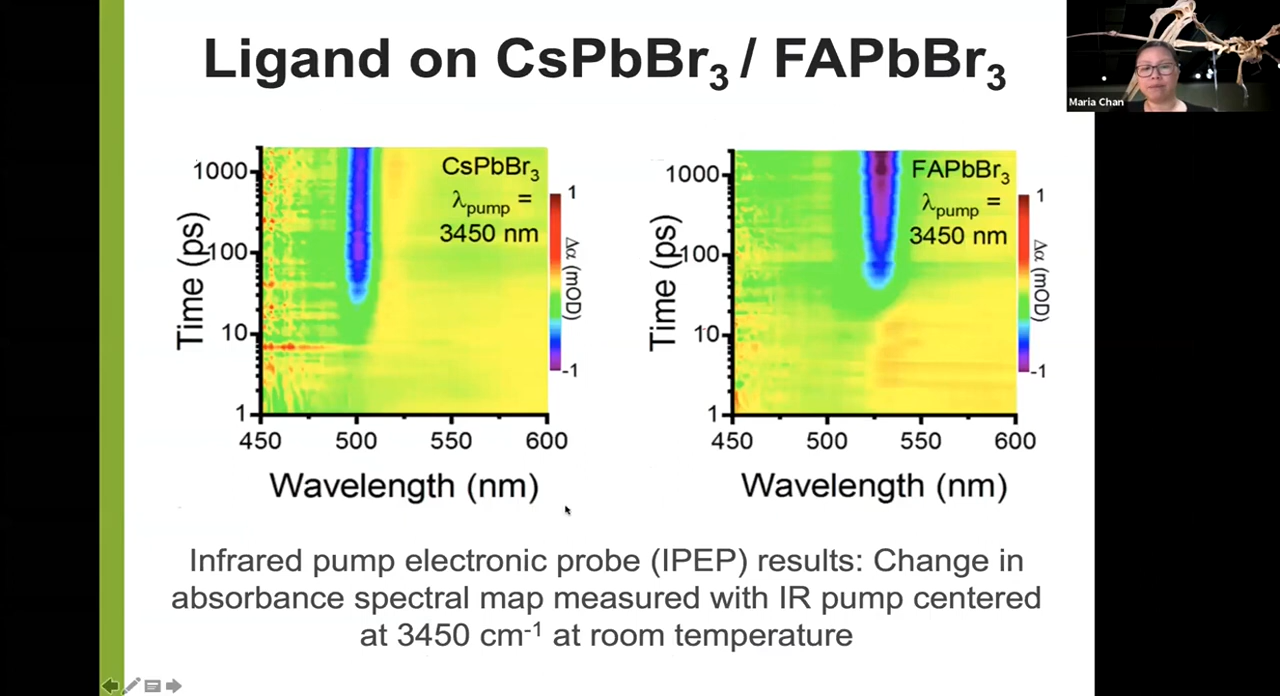 Ligand on CsPbBr3 / FAPbBr3
Maria Chan
Time (ps)
1000
100
10
1
450 500 550 600
Wavelength (nm)
CsPbBr3
λpump =
3450 nm
1
Δα (mOD)
-1
Time (ps)
1000
100
10
1
450 500 550 600
Wavelength (nm)
FAPbBr3
λpump =
3450 nm
1
Δα (mOD)
-1
Infrared pump electronic probe (IPEP) results: Change in
absorbance spectral map measured with IR pump centered
at 3450 cm-1 at room temperature